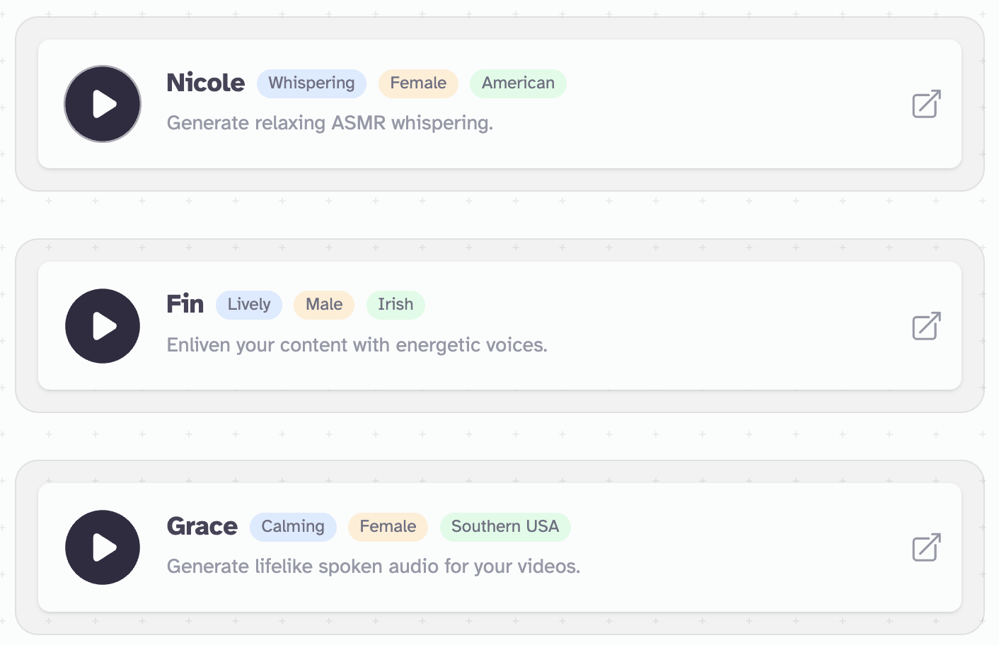 Nicole Whispering Female American
Generate relaxing ASMR whispering.
Fin Lively Male Irish
Enliven your content with energetic voices.
Grace Calming Female Southern USA
Generate lifelike spoken audio for your videos.